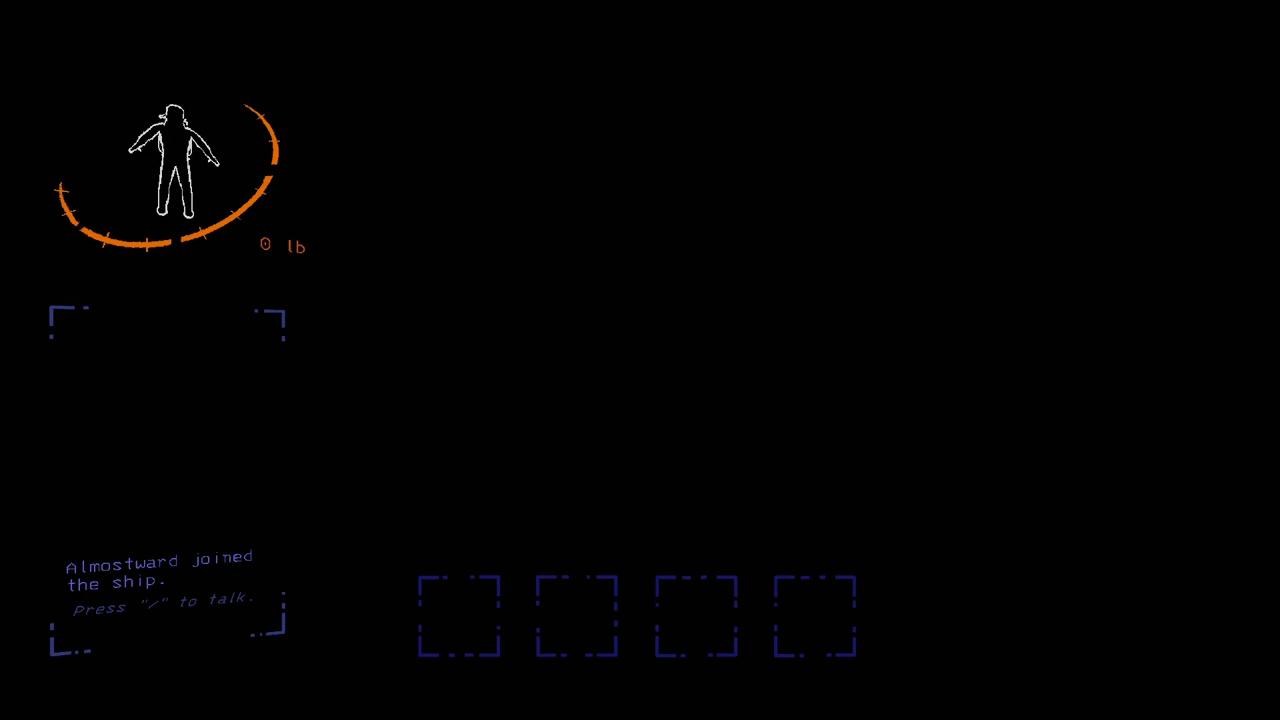 0 lb
Almostward joined
the ship.
Press "/" to talk.